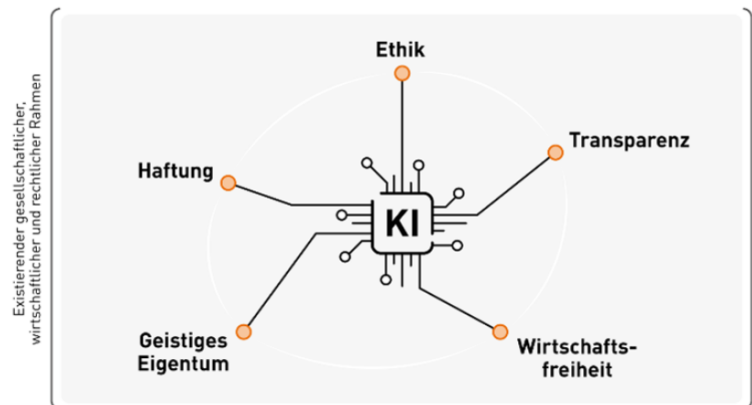 Existierender gesellschaftlicher,
wirtschaftlicher und rechtlicher Rahmen
Ethik
Transparenz
Haftung
KI
Geistiges
Eigentum
Wirtschafts-
freiheit